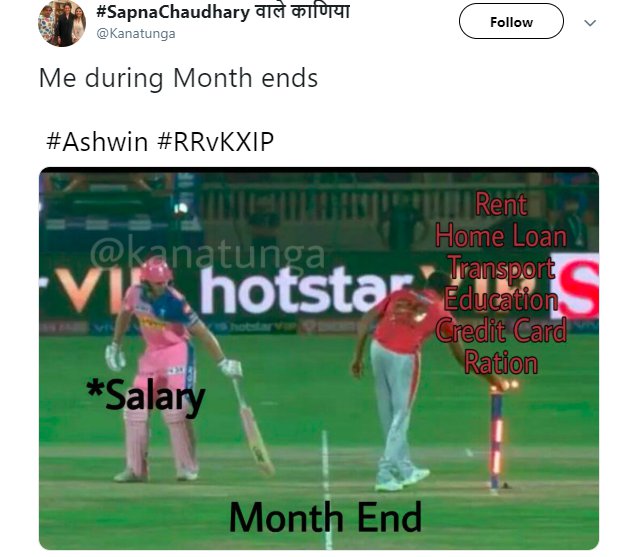 #SapnaChaudhary वाले काणिया
@Kanatunga
Follow
Me during Month ends
#Ashwin #RRvKXIP
@kanatunga
Rent
Home Loan
Transport
Education
Credit Card
Ration
hotstar
*Salary
Month End